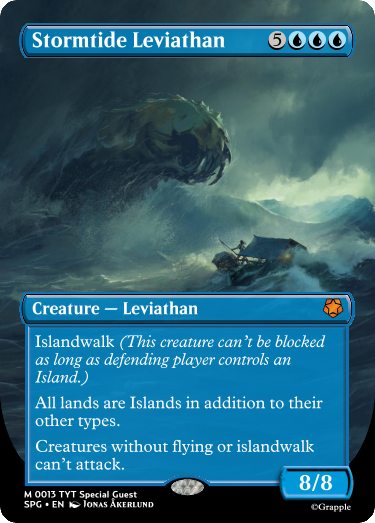 Stormtide Leviathan 5
Creature — Leviathan
Islandwalk (This creature can't be blocked
as long as defending player controls an
Island.)
All lands are Islands in addition to their
other types.
Creatures without flying or islandwalk
can't attack.
8/8
M 0013 TYT Special Guest
SPG • EN Jonas Åkerlund
©Grapple